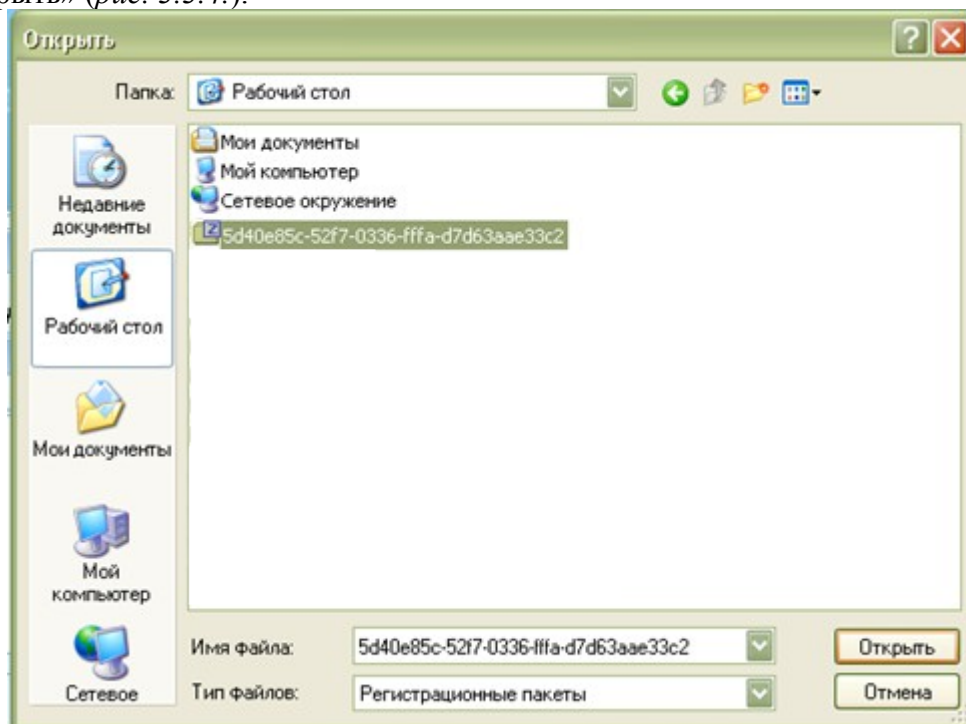 Открыть
Папка:
Рабочий стол
Мои документы
Мой компьютер
Сетевое окружение
5d40e85c-52f7-0336-fffa-d7d63aae33c2
Недавние
документы
Рабочий стол
Мои документы
Мой
компьютер
Сетевое
Имя файла:
5d40e85c-52f7-0336-fffa-d7d63aae33c2
Открыть
Тип файлов:
Регистрационные пакеты
Отмена